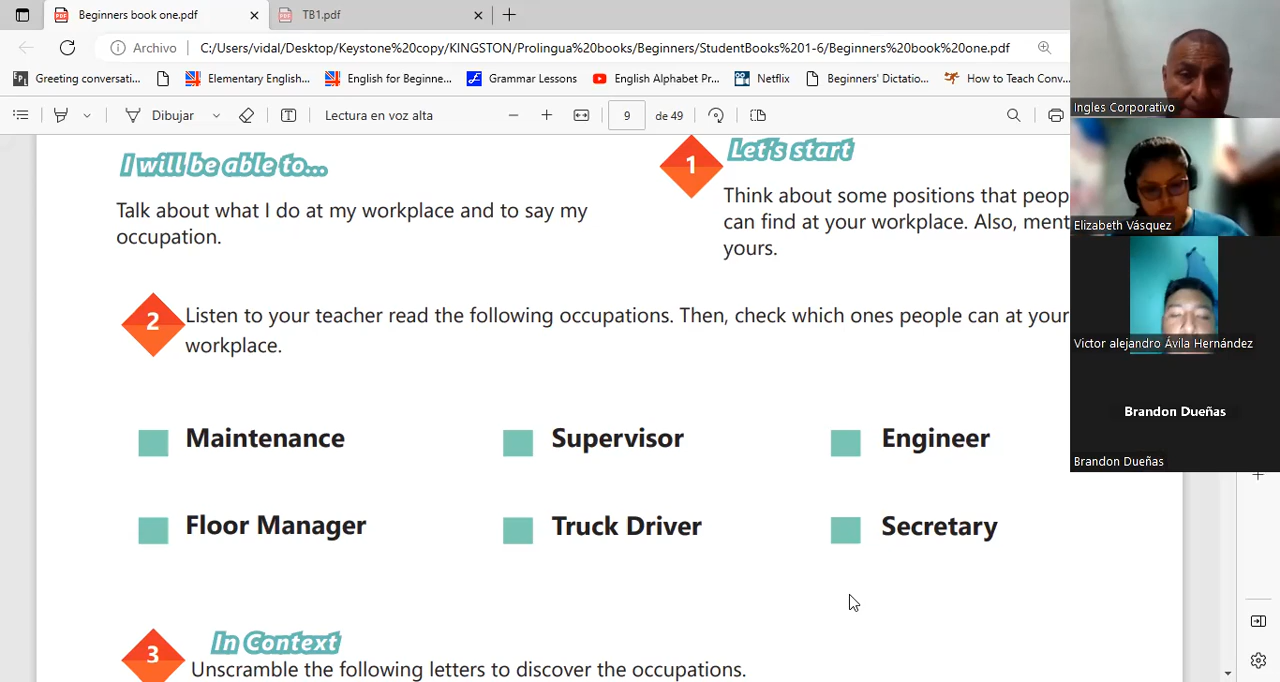 Beginners book one.pdf
TB1.pdf
Archivo
C:/Users/vidal/Desktop/Keystone%20copy/KINGSTON/Prolingua%20books/Beginners/StudentBooks%201-6/Beginners%20book%20one.pdf
Greeting conversati...
Elementary English...
English for Beginne...
Grammar Lessons
English Alphabet Pr...
Netflix
Beginners' Dictatio...
How to Teach Conv...
Dibujar
Lectura en voz alta
9
de 49
I will be able to...
Talk about what I do at my workplace and to say my
occupation.
1
Let's start
Think about some positions that peop
can find at your workplace. Also, ment
yours.
2
Listen to your teacher read the following occupations. Then, check which ones people can at your
workplace.
Maintenance
Supervisor
Engineer
Floor Manager
Truck Driver
Secretary
3
In Context
Unscramble the following letters to discover the occupations.
Ingles Corporativo
Elizabeth Vásquez
Victor alejandro Ávila Hernández
Brandon Dueñas
Brandon Dueñas